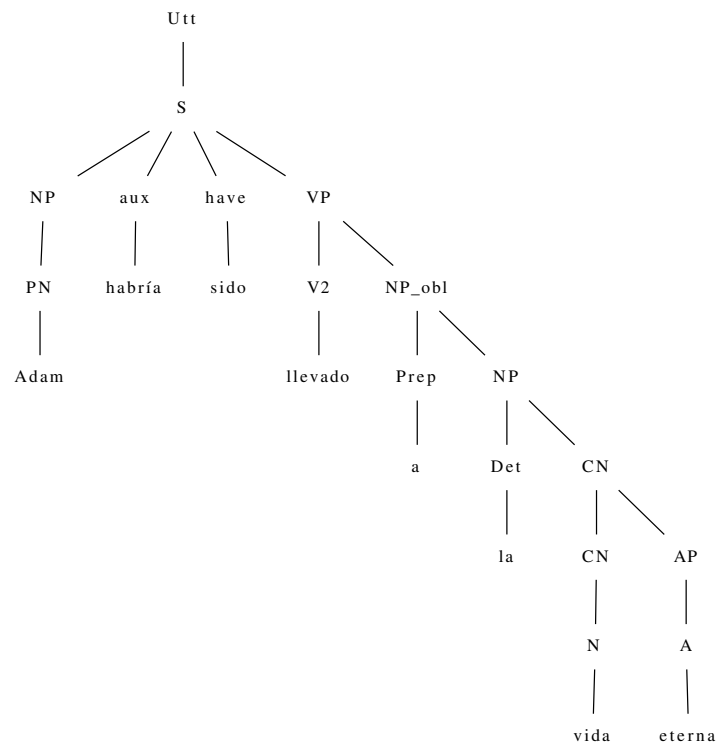 Utt
S
NP aux have VP
PN habría sido V2 NP_obl
Adam llevado Prep NP
a Det CN
la CN AP
N A
vida eterna